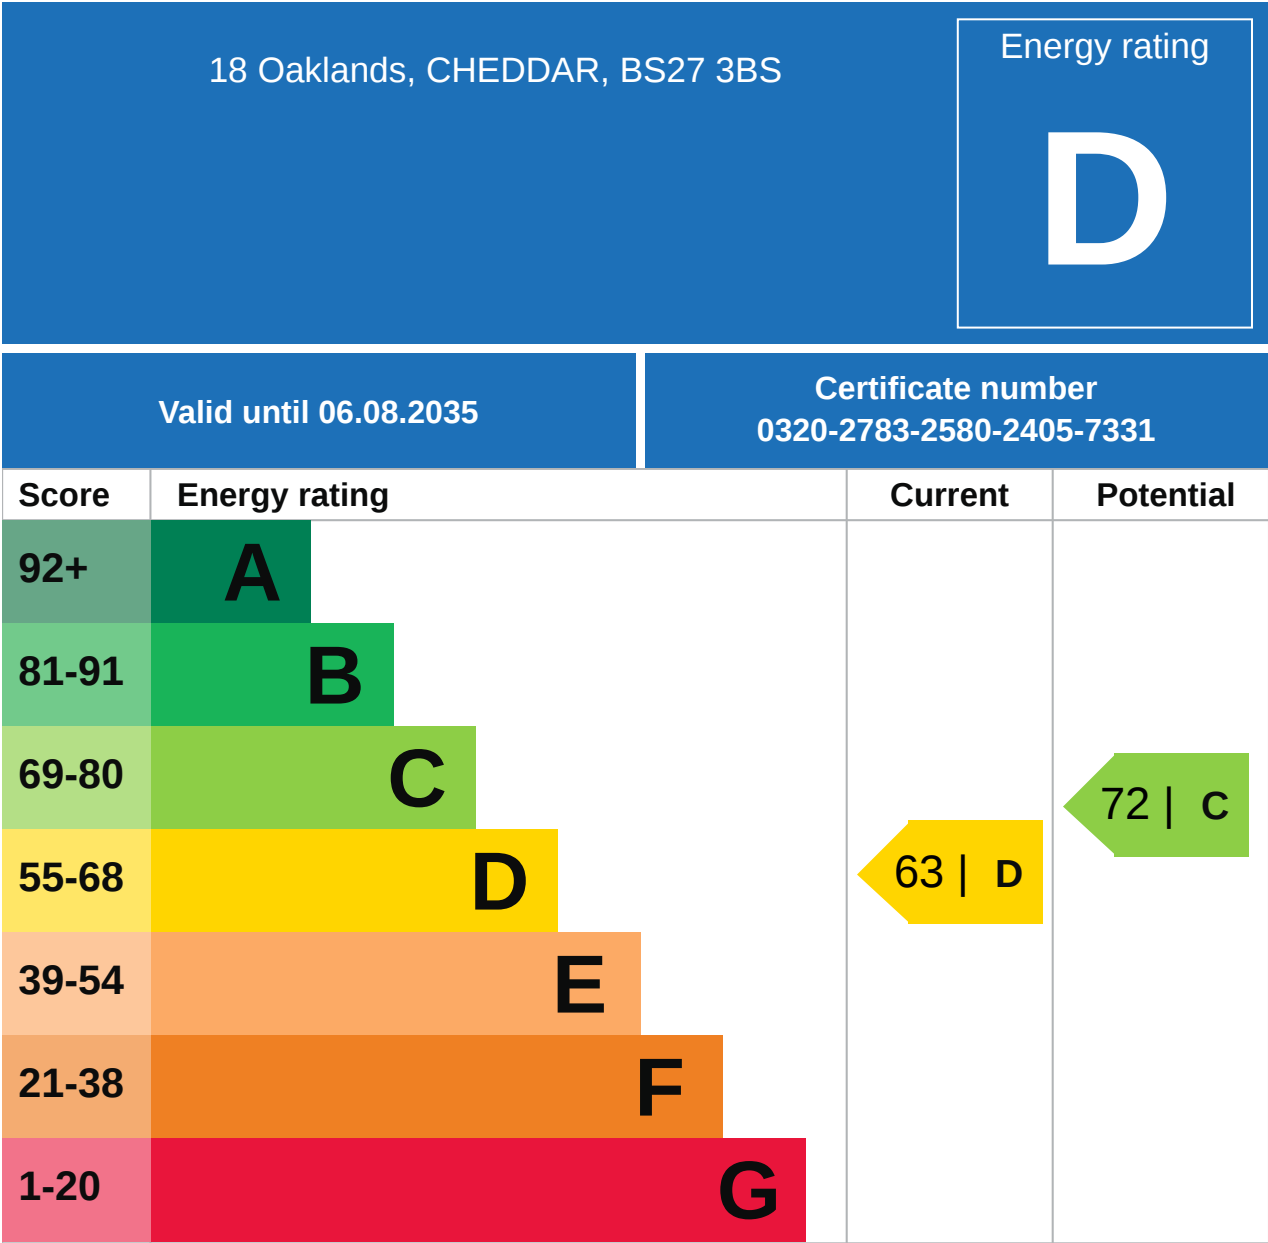 18 Oaklands, CHEDDAR, BS27 3BS
Energy rating
D
Valid until 06.08.2035
Certificate number
0320-2783-2580-2405-7331
Score Energy rating Current Potential
92+ A
81-91 B
69-80 C
72 | C
55-68 D
63 | D
39-54 E
21-38 F
1-20 G